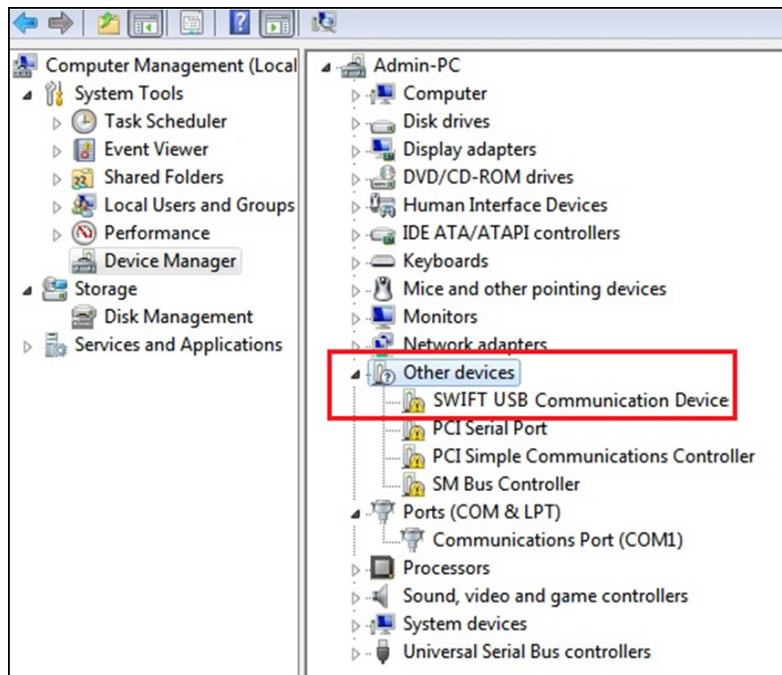 Computer Management (Local
System Tools
Task Scheduler
Event Viewer
Shared Folders
Local Users and Groups
Performance
Device Manager
Storage
Disk Management
Services and Applications
Admin-PC
Computer
Disk drives
Display adapters
DVD/CD-ROM drives
Human Interface Devices
IDE ATA/ATAPI controllers
Keyboards
Mice and other pointing devices
Monitors
Network adapters
Other devices
SWIFT USB Communication Device
PCI Serial Port
PCI Simple Communications Controller
SM Bus Controller
Ports (COM & LPT)
Communications Port (COM1)
Processors
Sound, video and game controllers
System devices
Universal Serial Bus controllers